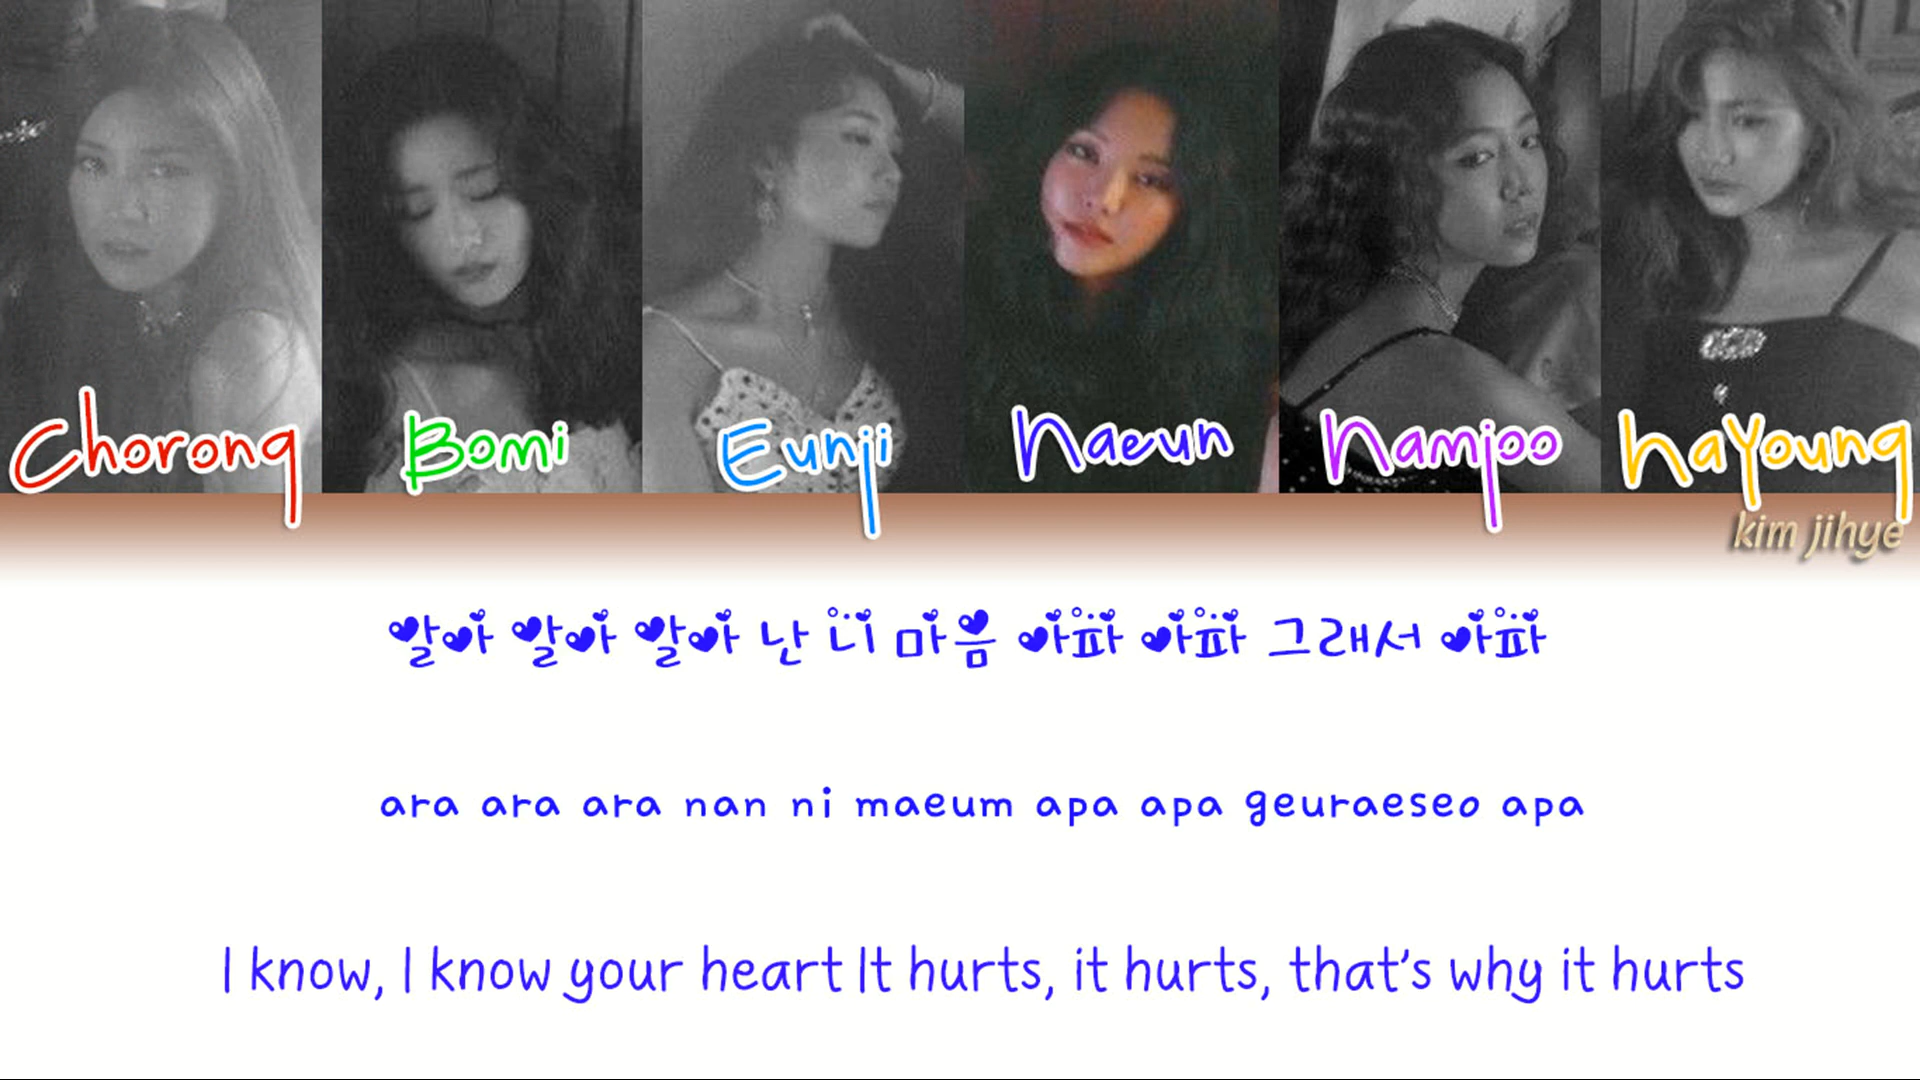 Chorong
Bomi
Eunji
Naeun
Namjoo
HaYoung
kim jihye
알아 알아 알아 난 니 마음 아파 아파 그래서 아파
ara ara ara nan ni maeum apa apa geuraeseo apa
I know, I know your heart It hurts, it hurts, that's why it hurts